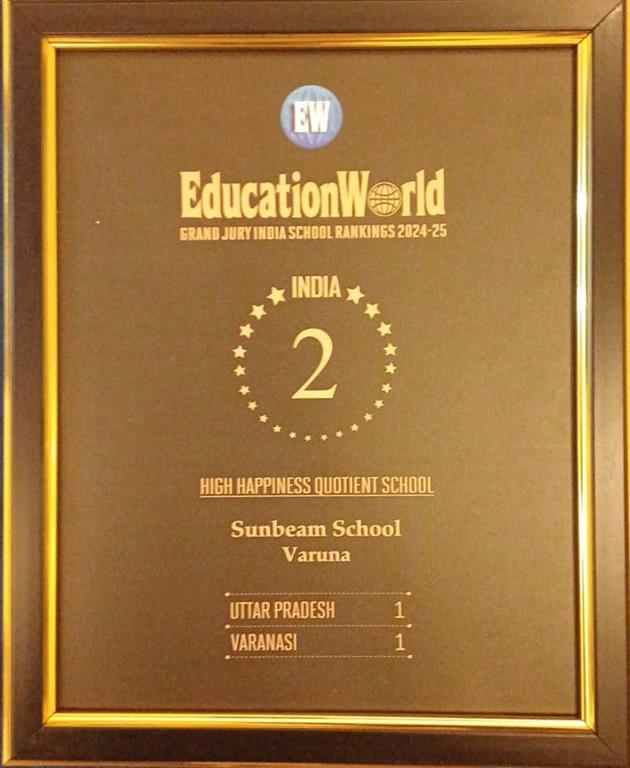 EW
EducationWorld
GRAND JURY INDIA SCHOOL RANKINGS 2024-25
INDIA
2
HIGH HAPPINESS QUOTIENT SCHOOL
Sunbeam School
Varuna
UTTAR PRADESH 1
VARANASI 1